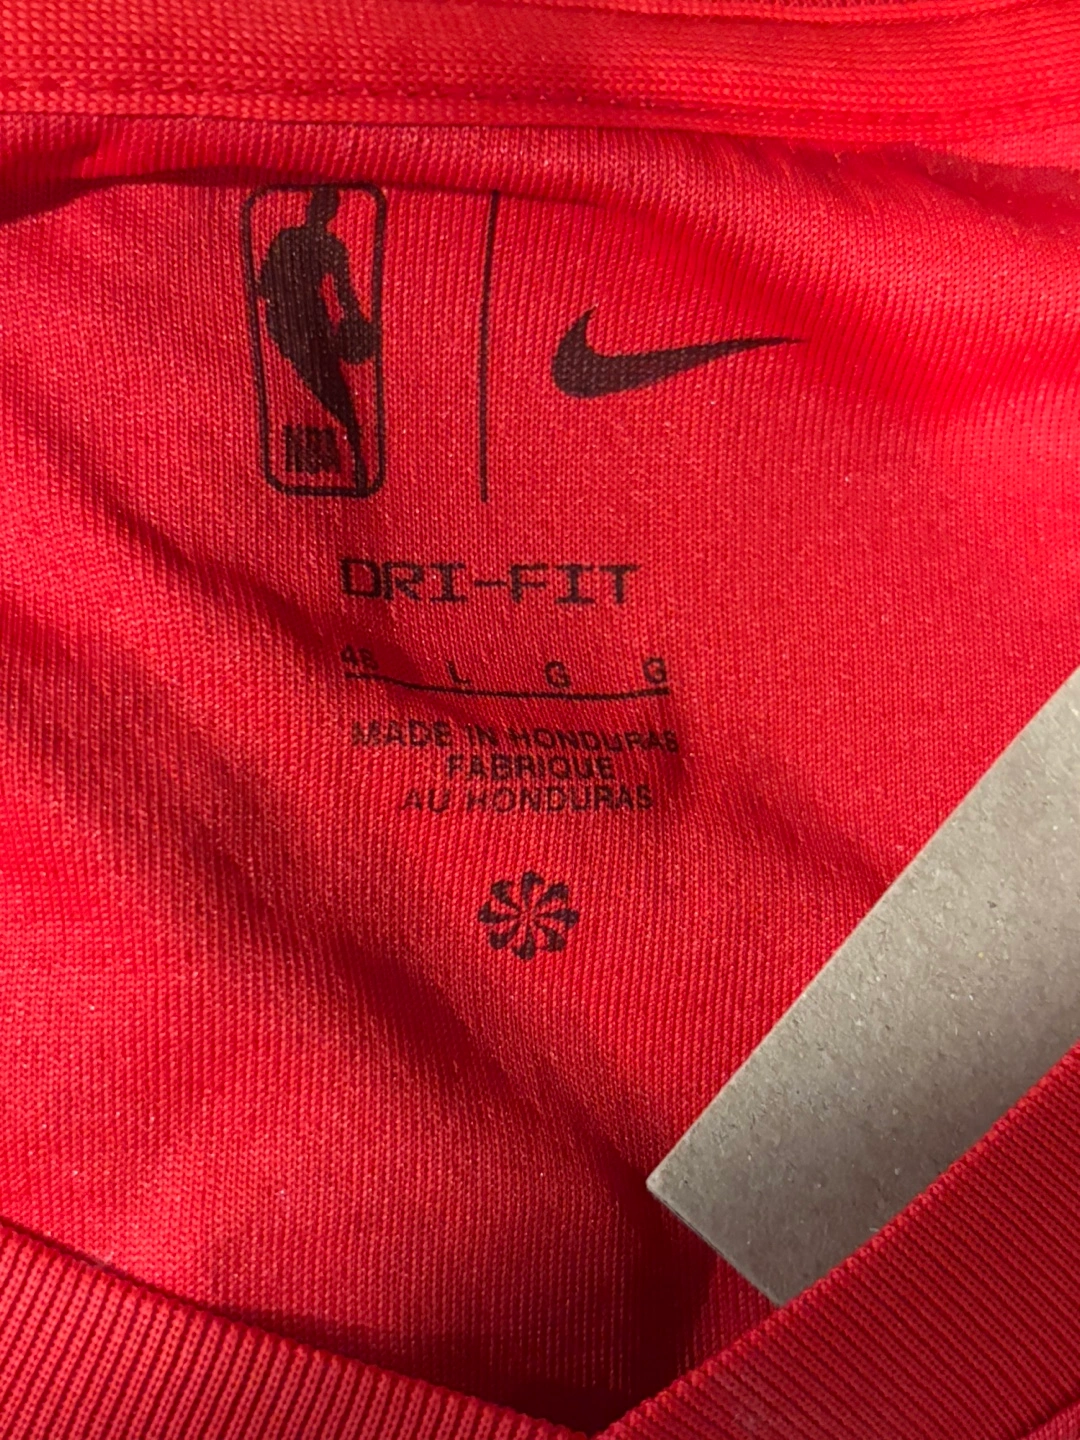 NBA
DRI-FIT
48 L G G
MADE IN HONDURAS
FABRIQUE
AU HONDURAS